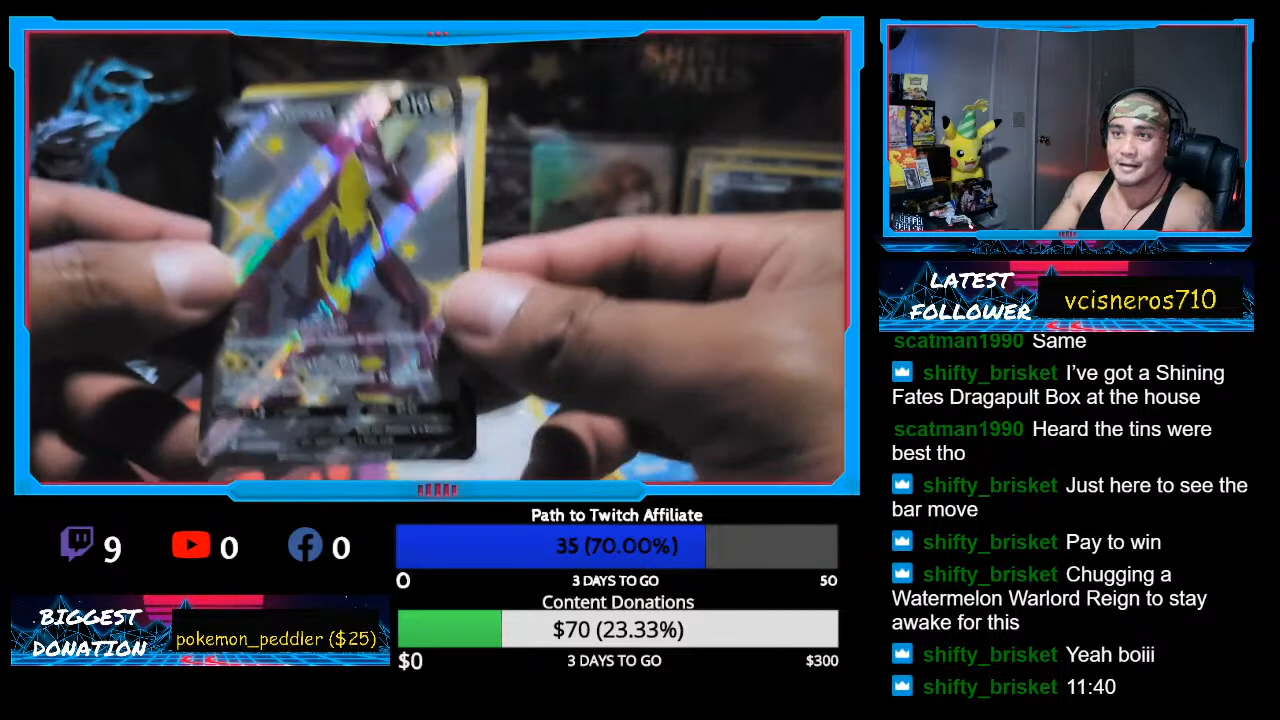 SHINING
FATES
LATEST
FOLLOWER
vcisneros710
scatman1990 Same
shifty_brisket I've got a Shining
Fates Dragapult Box at the house
scatman1990 Heard the tins were
best tho
shifty_brisket Just here to see the
bar move
shifty_brisket Pay to win
shifty_brisket Chugging a
Watermelon Warlord Reign to stay
awake for this
shifty_brisket Yeah boiii
shifty_brisket 11:40
9
0
0
Path to Twitch Affiliate
35 (70.00%)
0
3 DAYS TO GO
50
BIGGEST
DONATION
pokemon_peddler ($25)
Content Donations
$70 (23.33%)
$0
3 DAYS TO GO
$300